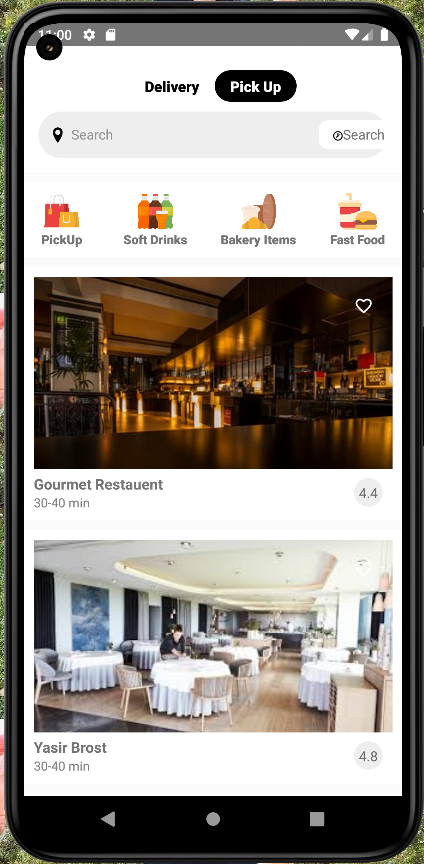 11:00
Delivery Pick Up
Search Search
PickUp Soft Drinks Bakery Items Fast Food
Gourmet Restauent
30-40 min
4.4
Yasir Brost
30-40 min
4.8